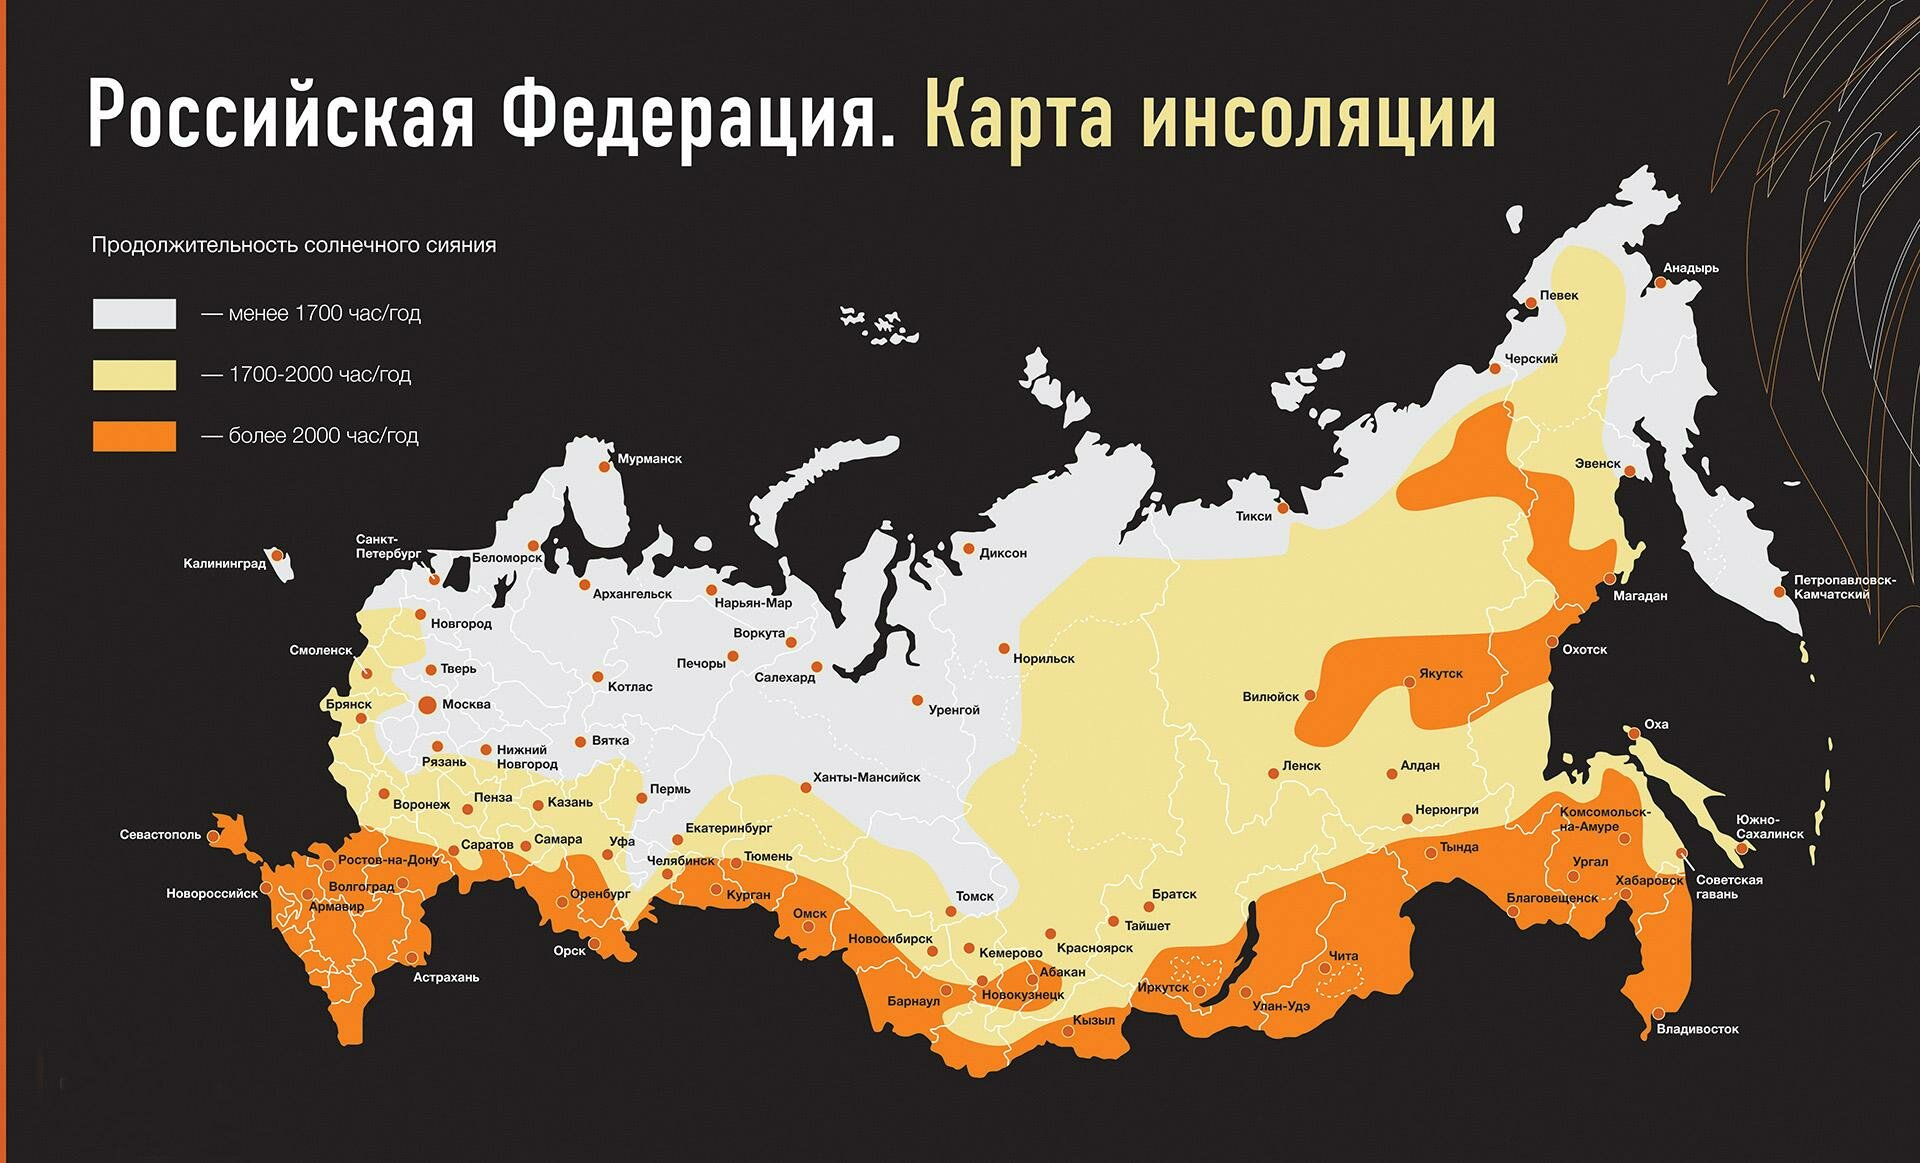 Российская Федерация. Карта инсоляции
Продолжительность солнечного сияния
— менее 1700 час/год
— 1700-2000 час/год
— более 2000 час/год
Анадырь
Певек
Черский
Мурманск
Эвенск
Тикси
Санкт-
Петербург
Беломорск
Калининград
Диксон
Петропавловск-
Камчатский
Архангельск
Нарьян-Мар
Магадан
Новгород
Воркута
Смоленск
Охотск
Печоры
Норильск
Тверь
Салехард
Якутск
Котлас
Вилюйск
Брянск
Москва
Уренгой
Оха
Вятка
Нижний
Новгород
Рязань
Ленск
Алдан
Ханты-Мансийск
Пермь
Пенза
Казань
Воронеж
Нерюнгри
Комсомольск-
на-Амуре
Южно-
Сахалинск
Екатеринбург
Севастополь
Самара
Уфа
Саратов
Тында
Тюмень
Ростов-на-Дону
Челябинск
Ургал
Хабаровск
Советская
гавань
Волгоград
Новороссийск
Оренбург
Курган
Томск
Братск
Благовещенск
Армавир
Омск
Тайшет
Новосибирск
Красноярск
Орск
Кемерово
Чита
Абакан
Астрахань
Иркутск
Новокузнецк
Барнаул
Улан-Удэ
Кызыл
Владивосток